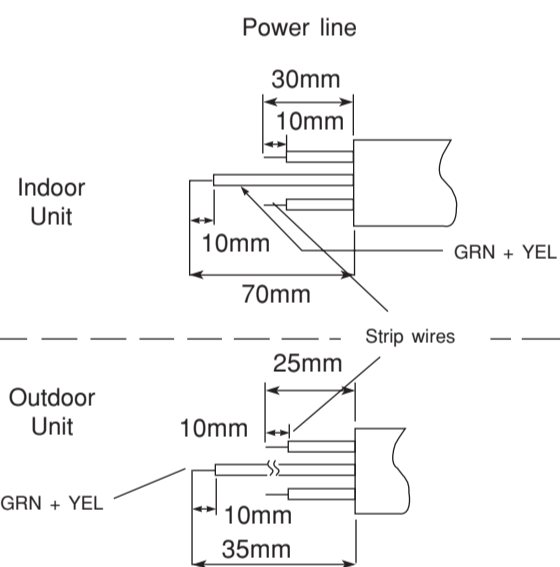 Power line
30mm
10mm
Indoor
Unit
10mm
GRN + YEL
70mm
Strip wires
25mm
Outdoor
Unit
10mm
GRN + YEL
10mm
35mm